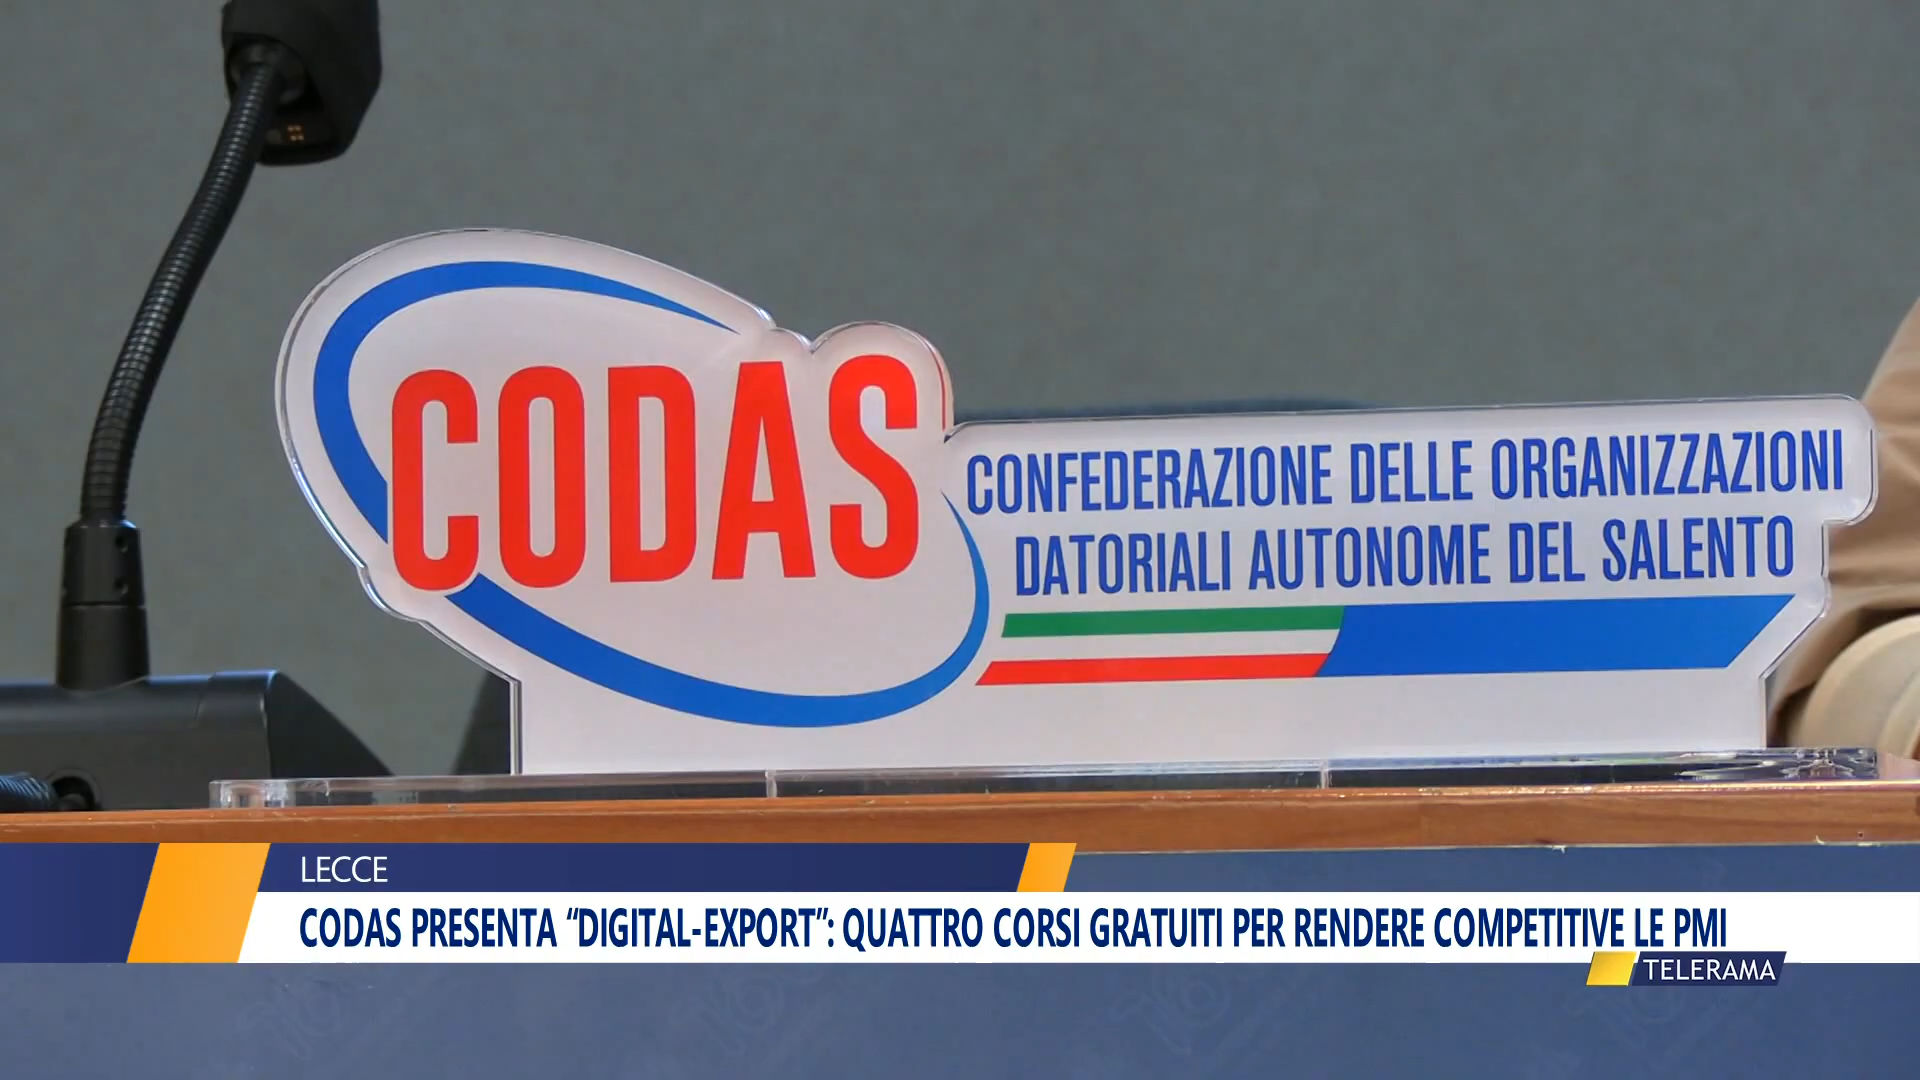 CODAS
CONFEDERAZIONE DELLE ORGANIZZAZIONI
DATORIALI AUTONOME DEL SALENTO
LECCE
CODAS PRESENTA “DIGITAL-EXPORT”: QUATTRO CORSI GRATUITI PER RENDERE COMPETITIVE LE PMI
TELERAMA